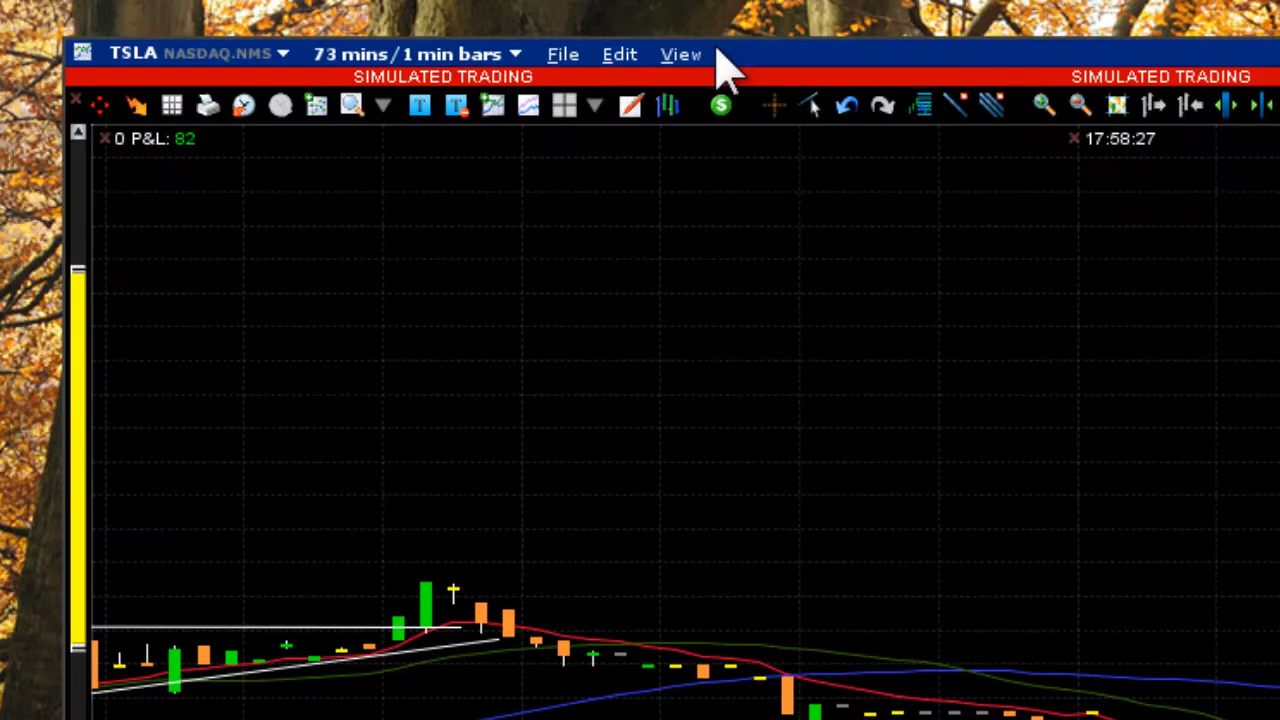 TSLA NASDAQ.NMS 73 mins/1 min bars File Edit View
SIMULATED TRADING SIMULATED TRADING
T T S
0 P&L: 82 17:58:27